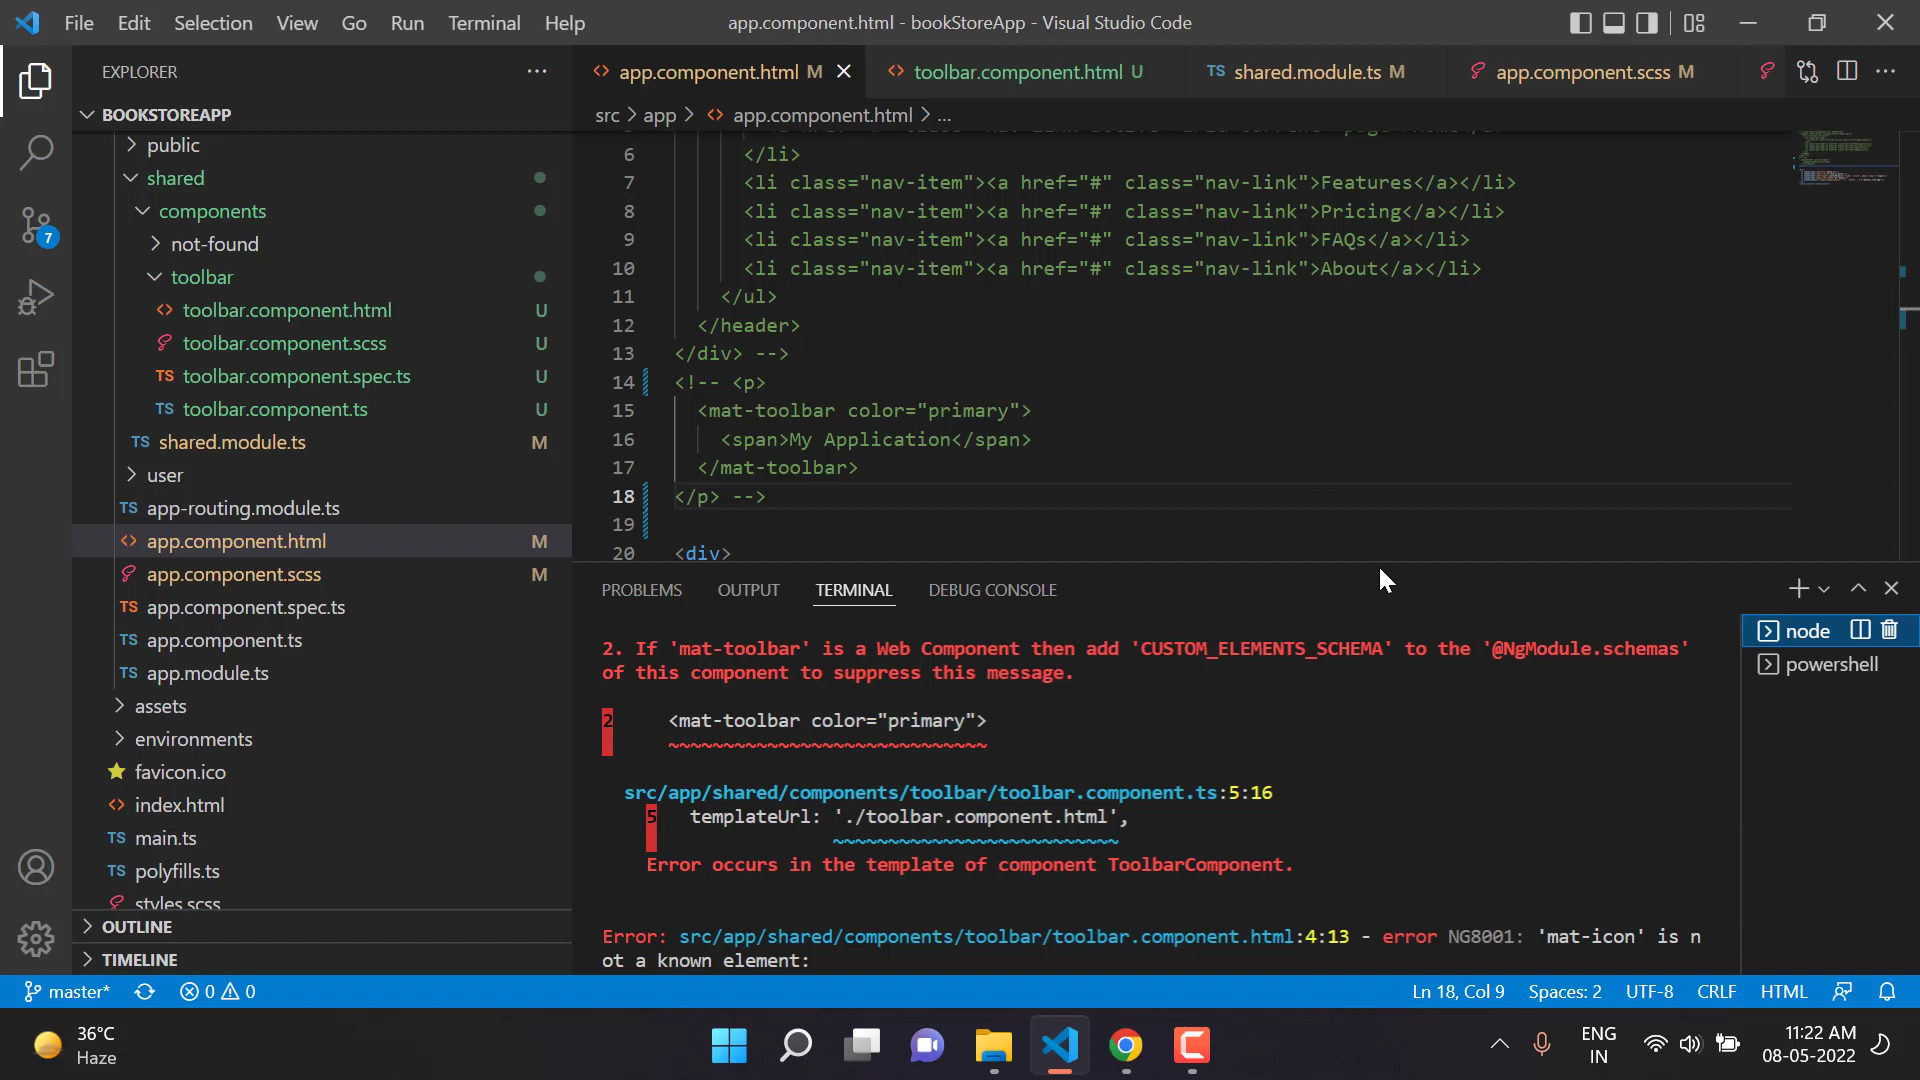 File Edit Selection View Go Run Terminal Help
app.component.html - bookStoreApp - Visual Studio Code
EXPLORER
BOOKSTOREAPP
public
shared
components
not-found
toolbar
toolbar.component.html U
toolbar.component.scss U
TS toolbar.component.spec.ts U
TS toolbar.component.ts U
TS shared.module.ts M
user
TS app-routing.module.ts
app.component.html M
app.component.scss M
TS app.component.spec.ts
TS app.component.ts
TS app.module.ts
assets
environments
favicon.ico
index.html
TS main.ts
TS polyfills.ts
styles.scss
OUTLINE
TIMELINE
7
app.component.html M
toolbar.component.html U
TS shared.module.ts M
app.component.scss M
src > app > <> app.component.html > ...
6 </li>
7 <li class="nav-item"><a href="#" class="nav-link">Features</a></li>
8 <li class="nav-item"><a href="#" class="nav-link">Pricing</a></li>
9 <li class="nav-item"><a href="#" class="nav-link">FAQs</a></li>
10 <li class="nav-item"><a href="#" class="nav-link">About</a></li>
11 </ul>
12 </header>
13 </div> -->
14 <!-- <p>
15 <mat-toolbar color="primary">
16 <span>My Application</span>
17 </mat-toolbar>
18 </p> -->
19
20 <div>
PROBLEMS OUTPUT TERMINAL DEBUG CONSOLE
2. If 'mat-toolbar' is a Web Component then add 'CUSTOM_ELEMENTS_SCHEMA' to the '@NgModule.schemas'
of this component to suppress this message.
2 <mat-toolbar color="primary">
~~~~~~~~~~~~~~~~~~~~~~~~~~~~~
src/app/shared/components/toolbar/toolbar.component.ts:5:16
5 templateUrl: './toolbar.component.html',
~~~~~~~~~~~~~~~~~~~~~~~~~~
Error occurs in the template of component ToolbarComponent.
Error: src/app/shared/components/toolbar/toolbar.component.html:4:13 - error NG8001: 'mat-icon' is n
ot a known element:
node
powershell
master* 0 0
Ln 18, Col 9 Spaces: 2 UTF-8 CRLF HTML
36°C
Haze
ENG
IN
11:22 AM
08-05-2022